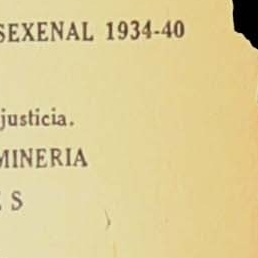 SEXENAL 1934-40
justicia.
MINERIA
S